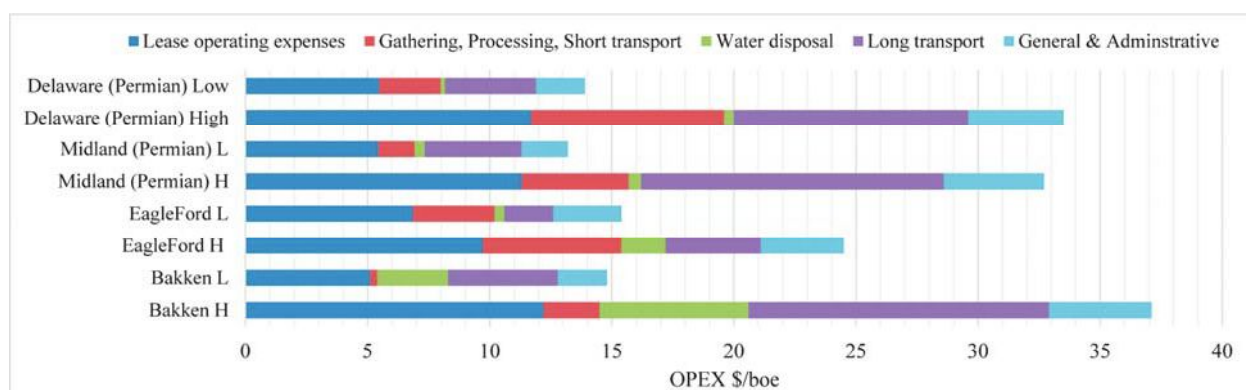 Lease operating expenses Gathering, Processing, Short transport Water disposal Long transport General & Adminstrative
Delaware (Permian) Low
Delaware (Permian) High
Midland (Permian) L
Midland (Permian) H
EagleFord L
EagleFord H
Bakken L
Bakken H
0 5 10 15 20 25 30 35 40
OPEX $/boe